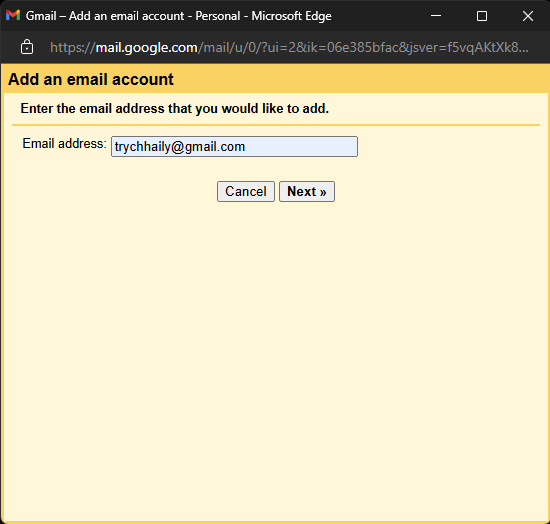 Gmail – Add an email account - Personal - Microsoft Edge
https://mail.google.com/mail/u/0/?ui=2&ik=06e385bfac&jsver=f5vqAKtXk8...
Add an email account
Enter the email address that you would like to add.
Email address: trychhaily@gmail.com
Cancel Next »